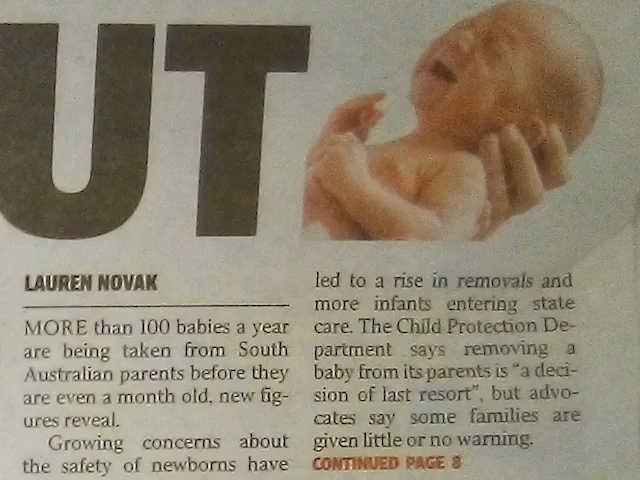 UT
LAUREN NOVAK
MORE than 100 babies a year
are being taken from South
Australian parents before they
are even a month old, new fig-
ures reveal.
Growing concerns about
the safety of newborns have
led to a rise in removals and
more infants entering state
care. The Child Protection De-
partment says removing a
baby from its parents is "a deci-
sion of last resort", but advo-
cates say some families are
given little or no warning.
CONTINUED PAGE 8